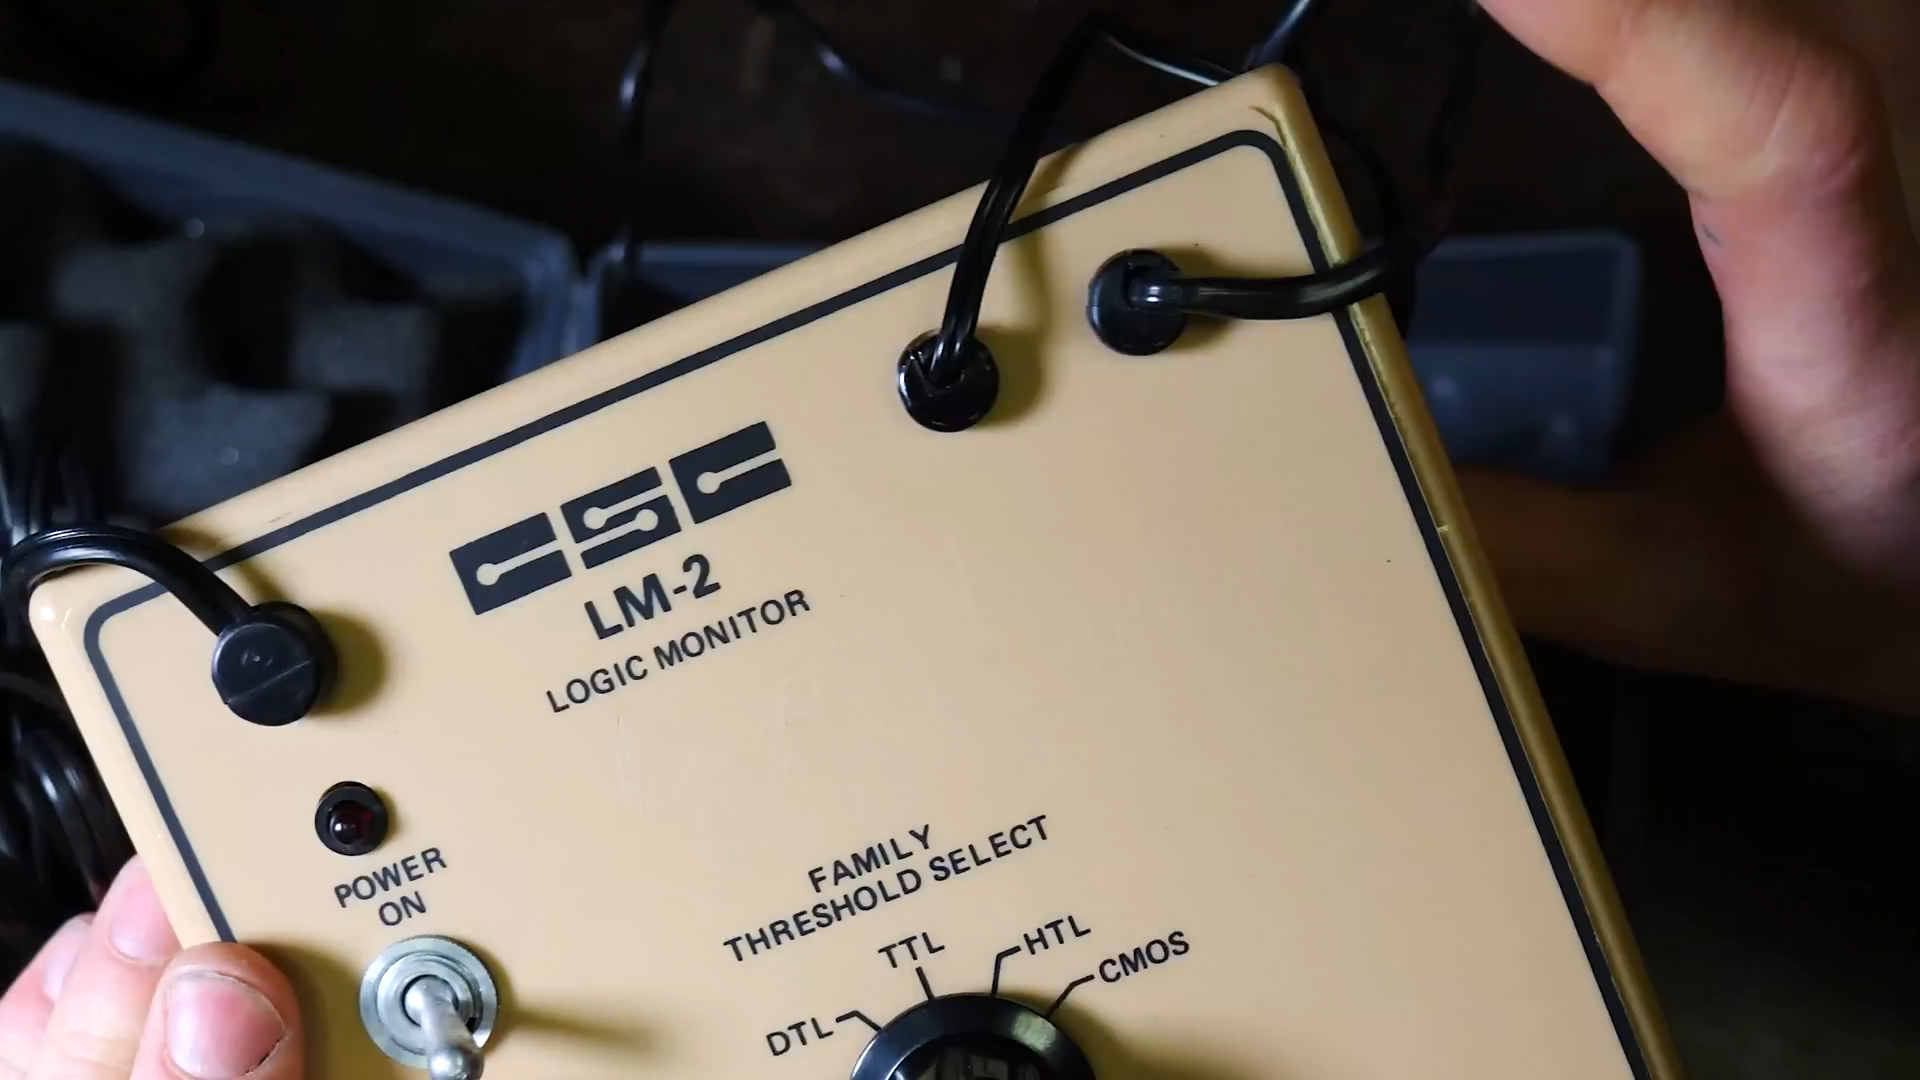 CSC
LM-2
LOGIC MONITOR
POWER
ON
FAMILY
THRESHOLD SELECT
DTL
TTL
HTL
CMOS